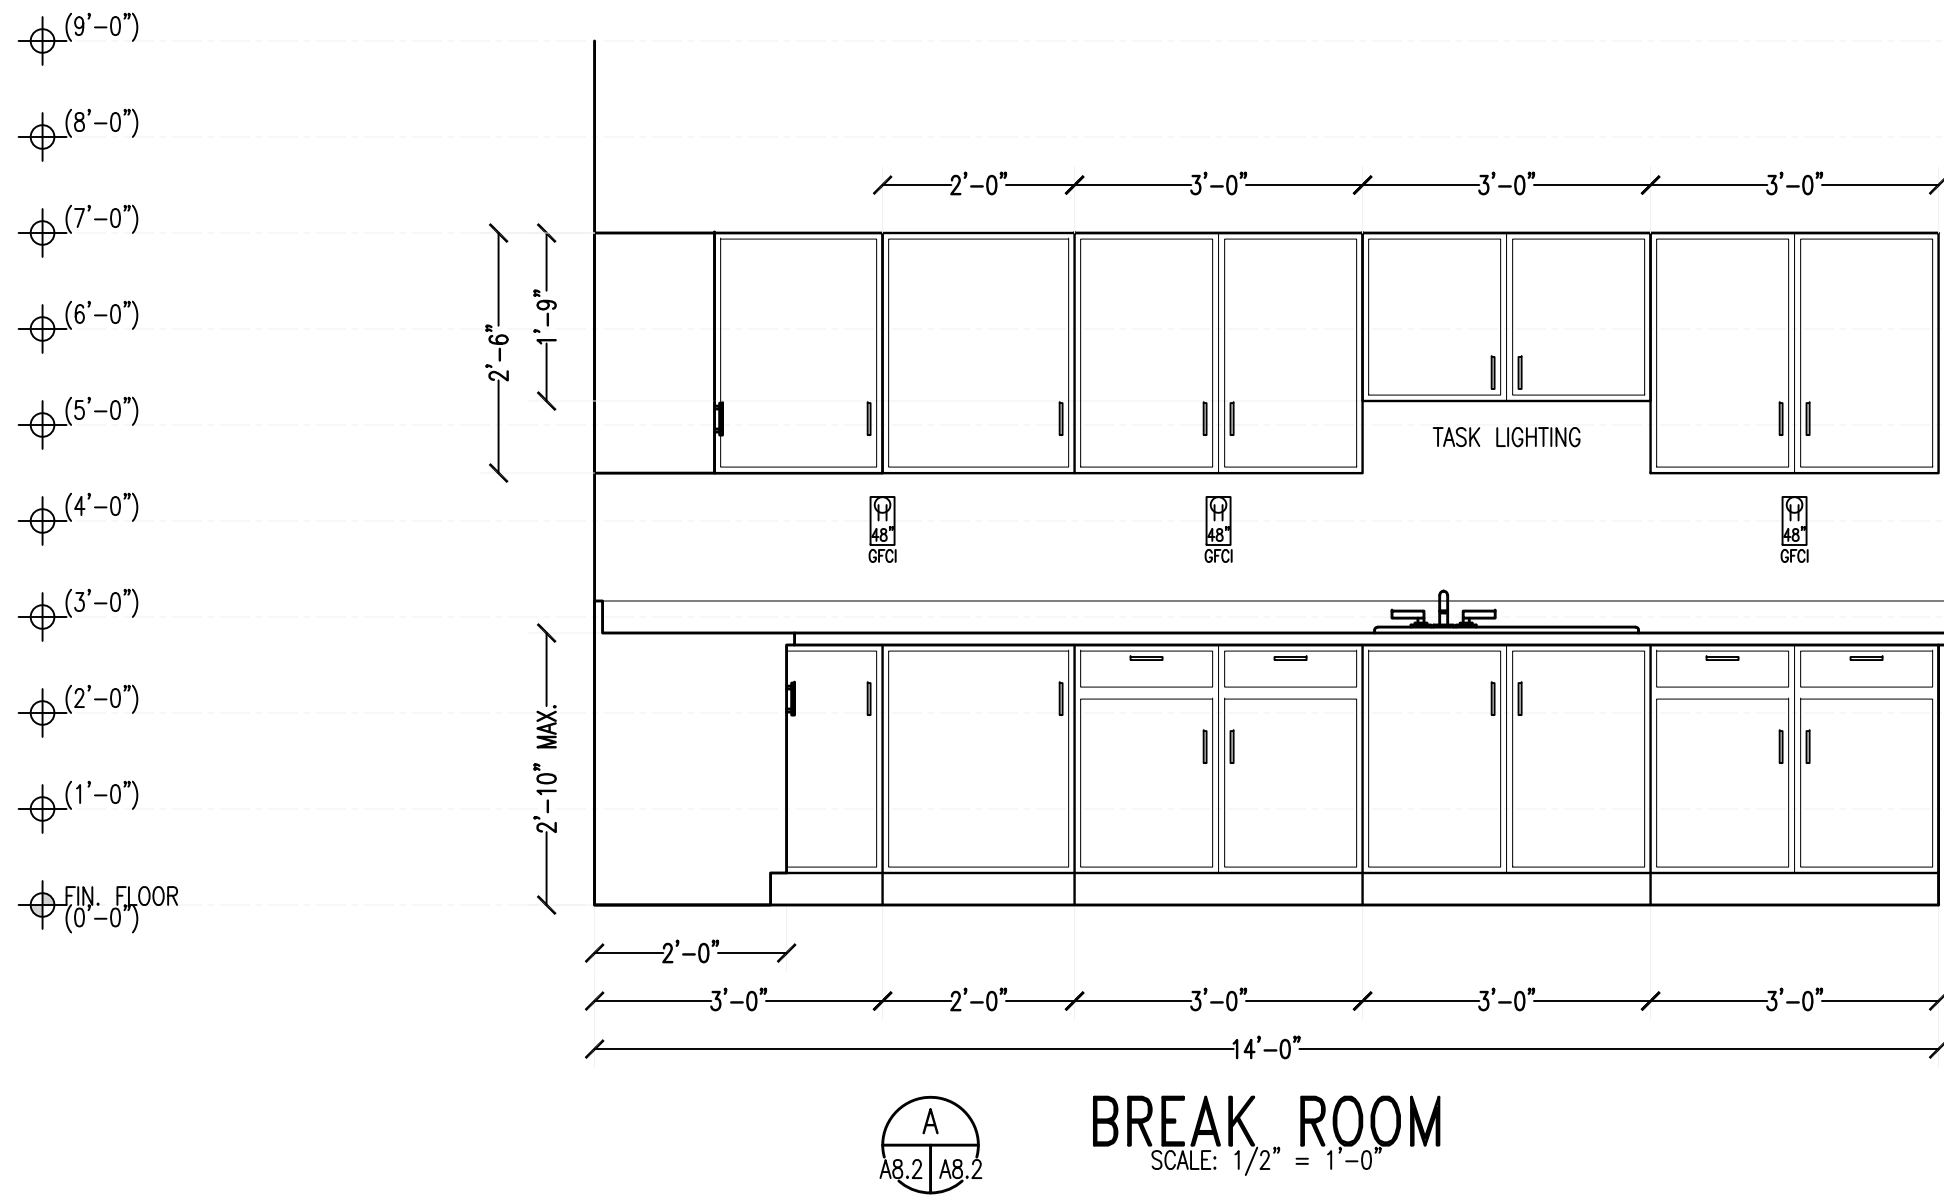 (9'-0")
(8'-0")
2'-0" 3'-0" 3'-0" 3'-0"
(7'-0")
(6'-0")
1'-9"
2'-6"
(5'-0")
TASK LIGHTING
(4'-0")
48" 48" 48"
GFCI GFCI GFCI
(3'-0")
(2'-0")
2'-10" MAX.
(1'-0")
FIN. FLOOR
(0'-0")
2'-0"
3'-0" 2'-0" 3'-0" 3'-0" 3'-0"
14'-0"
A
A8.2 A8.2
BREAK ROOM
SCALE: 1/2" = 1'-0"